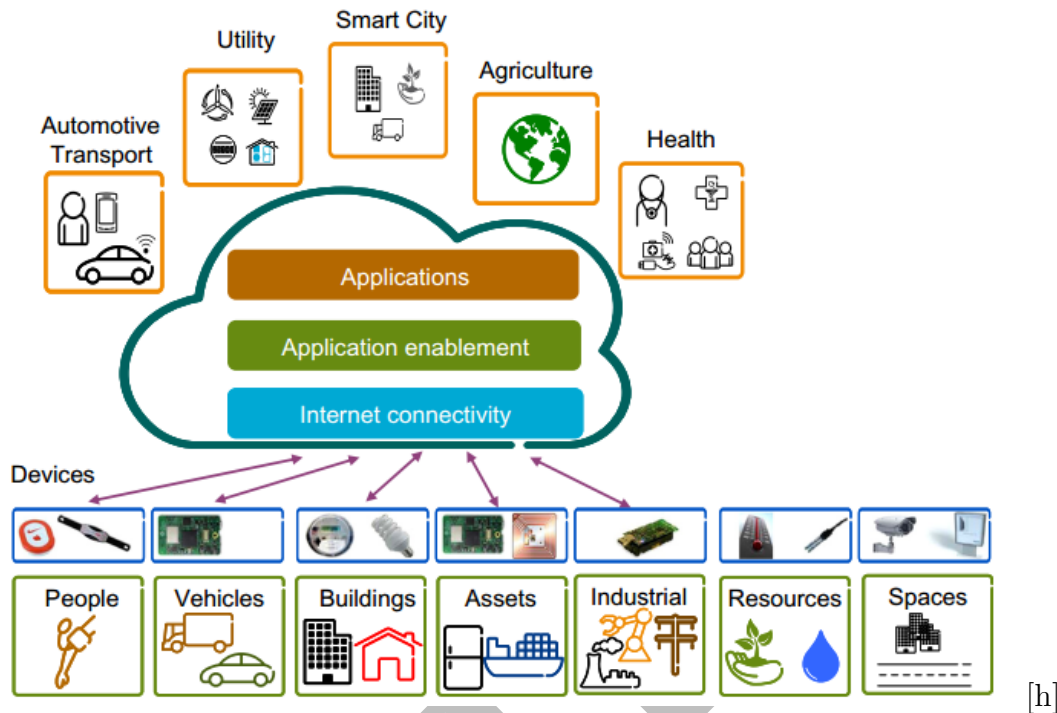 Smart City
Utility
Agriculture
Automotive
Transport
Health
Applications
Application enablement
Internet connectivity
Devices
People
Vehicles
Buildings
Assets
Industrial
Resources
Spaces
[h]